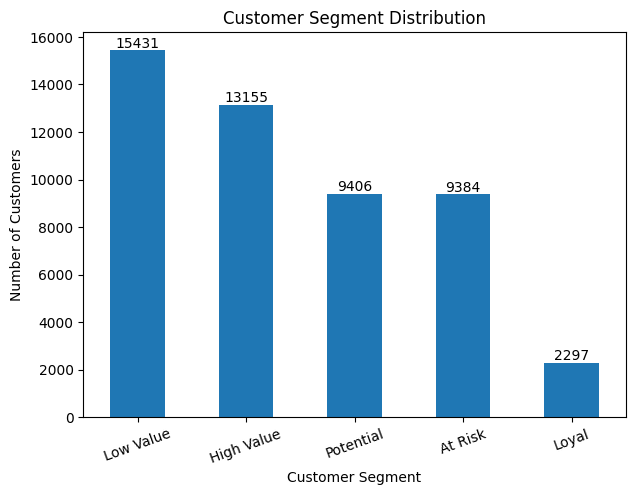 Customer Segment Distribution
Number of Customers
16000
14000
12000
10000
8000
6000
4000
2000
0
15431
13155
9406
9384
2297
Low Value
High Value
Potential
At Risk
Loyal
Customer Segment